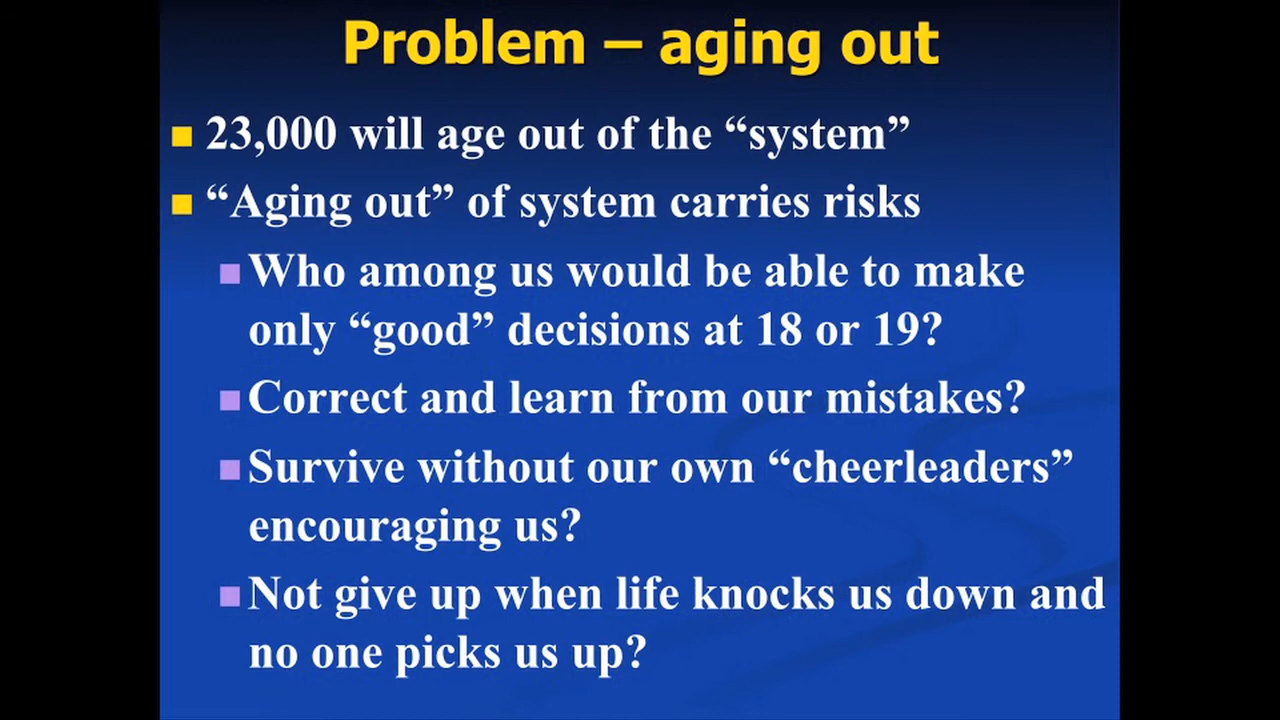 Problem – aging out
23,000 will age out of the “system”
“Aging out” of system carries risks
Who among us would be able to make
only “good” decisions at 18 or 19?
Correct and learn from our mistakes?
Survive without our own “cheerleaders”
encouraging us?
Not give up when life knocks us down and
no one picks us up?